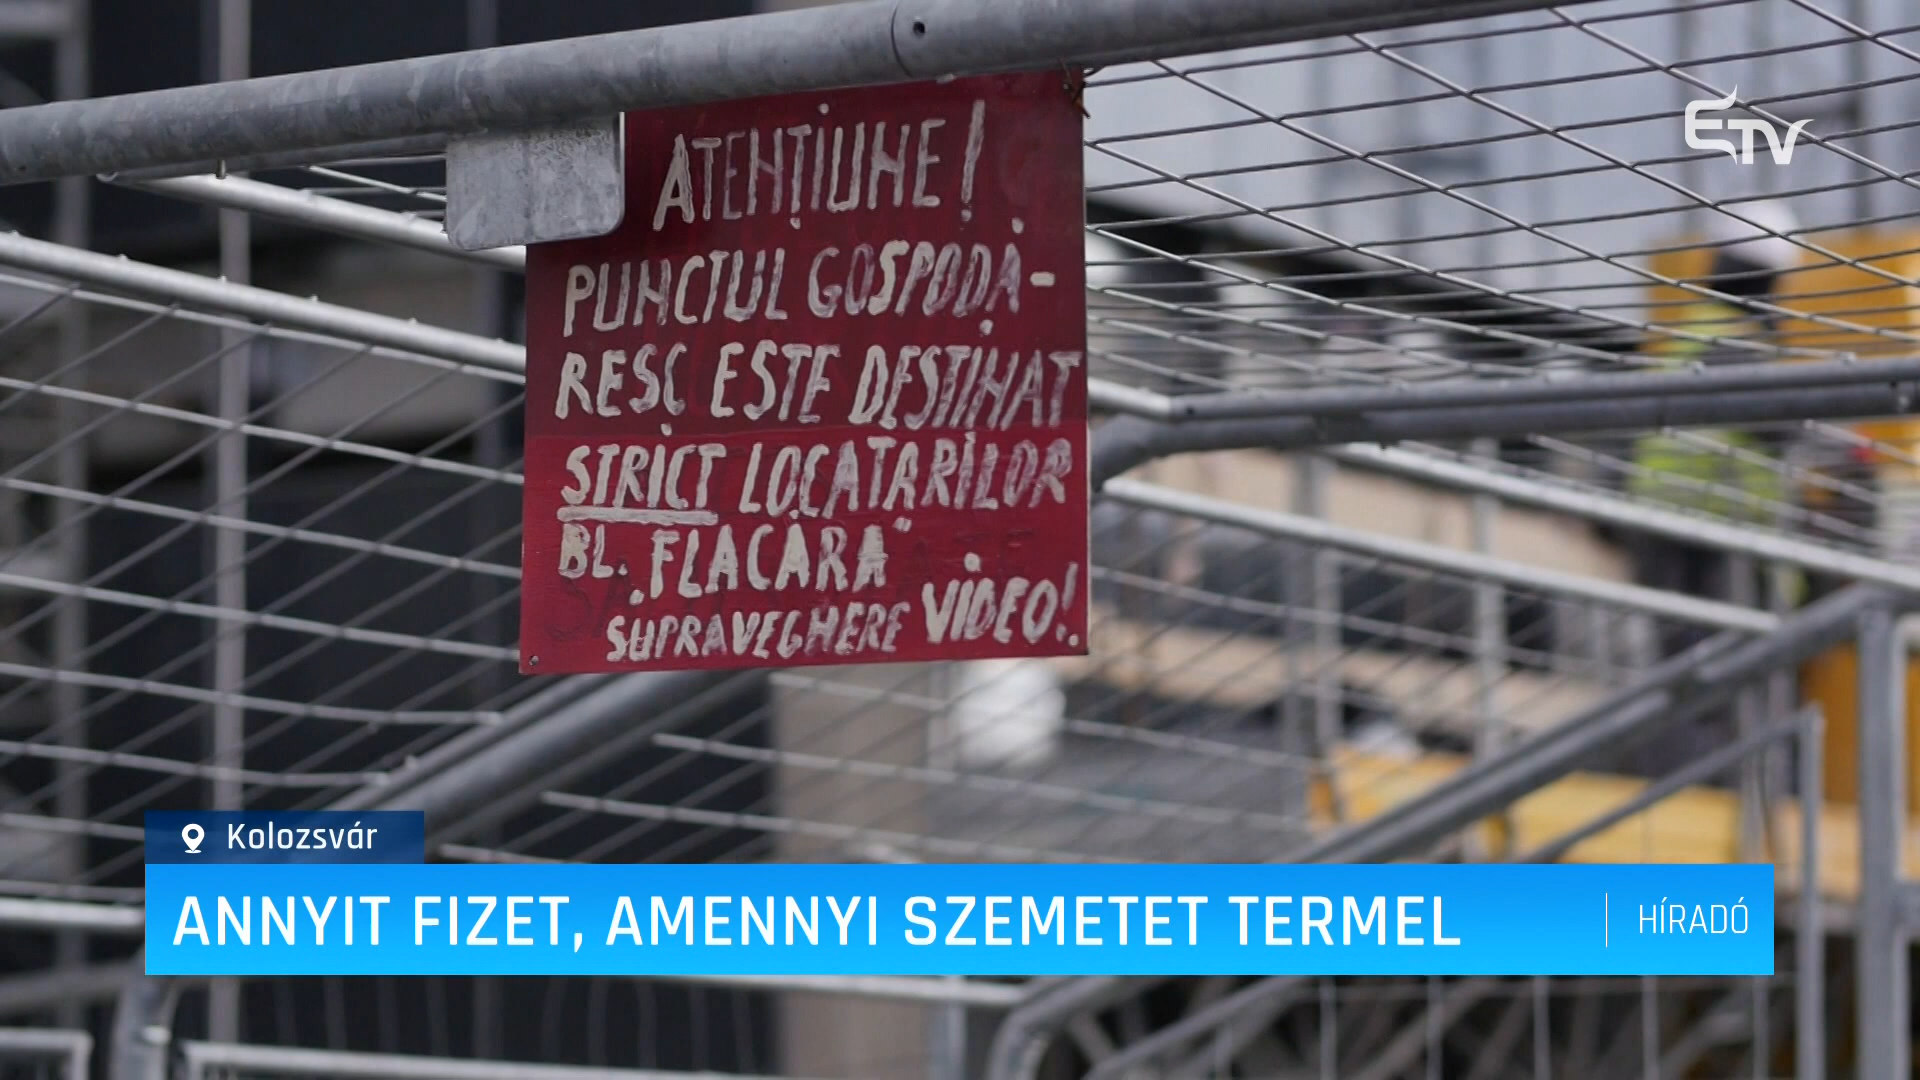 ETV
ATENȚIUNE!
PUNCTUL GOSPODĂ-
RESC ESTE DESTINAT
STRICT LOCATARILOR
BL. „FLACĂRA"
SUPRAVEGHERE VIDEO!
Kolozsvár
ANNYIT FIZET, AMENNYI SZEMETET TERMEL
HÍRADÓ